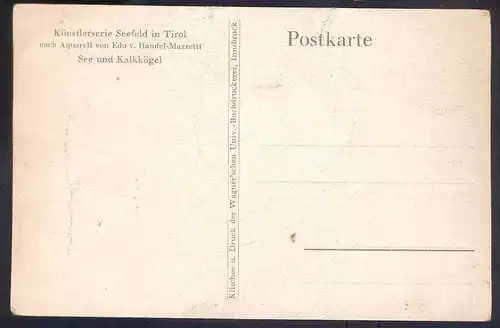 Künstlerserie Seefeld in Tirol
nach Aquarell von Edo v. Handel-Mazzetti
See und Kalkkögel
Postkarte
Klischee u. Druck der Wagner'schen Univ.-Buchdruckerei, Innsbruck